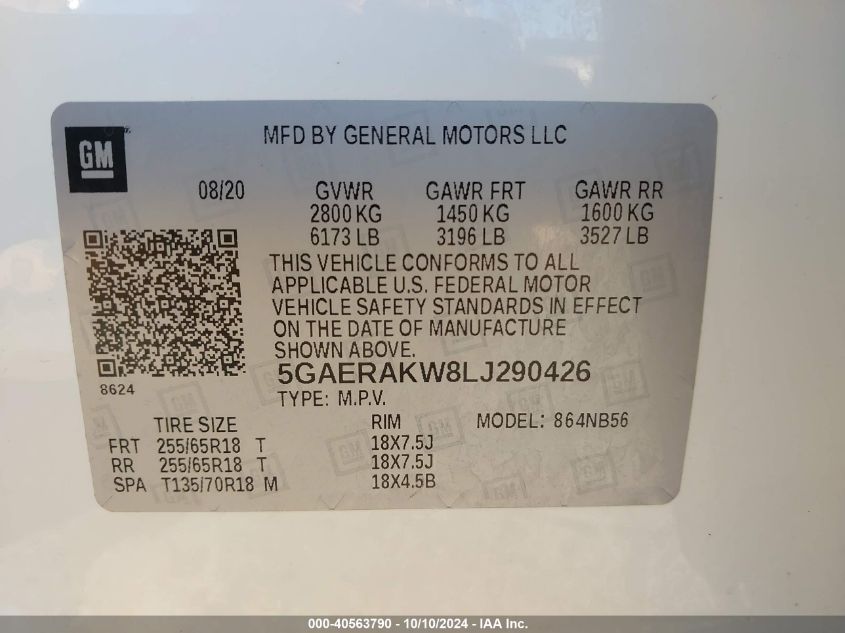 GM
MFD BY GENERAL MOTORS LLC
08/20 GVWR GAWR FRT GAWR RR
2800 KG 1450 KG 1600 KG
6173 LB 3196 LB 3527 LB
THIS VEHICLE CONFORMS TO ALL
APPLICABLE U.S. FEDERAL MOTOR
VEHICLE SAFETY STANDARDS IN EFFECT
ON THE DATE OF MANUFACTURE
SHOWN ABOVE.
8624
5GAERAKW8LJ290426
TYPE: M.P.V.
TIRE SIZE RIM MODEL: 864NB56
FRT 255/65R18 T 18X7.5J
RR 255/65R18 T 18X7.5J
SPA T135/70R18 M 18X4.5B
000-40563790 - 10/10/2024 - IAA Inc.